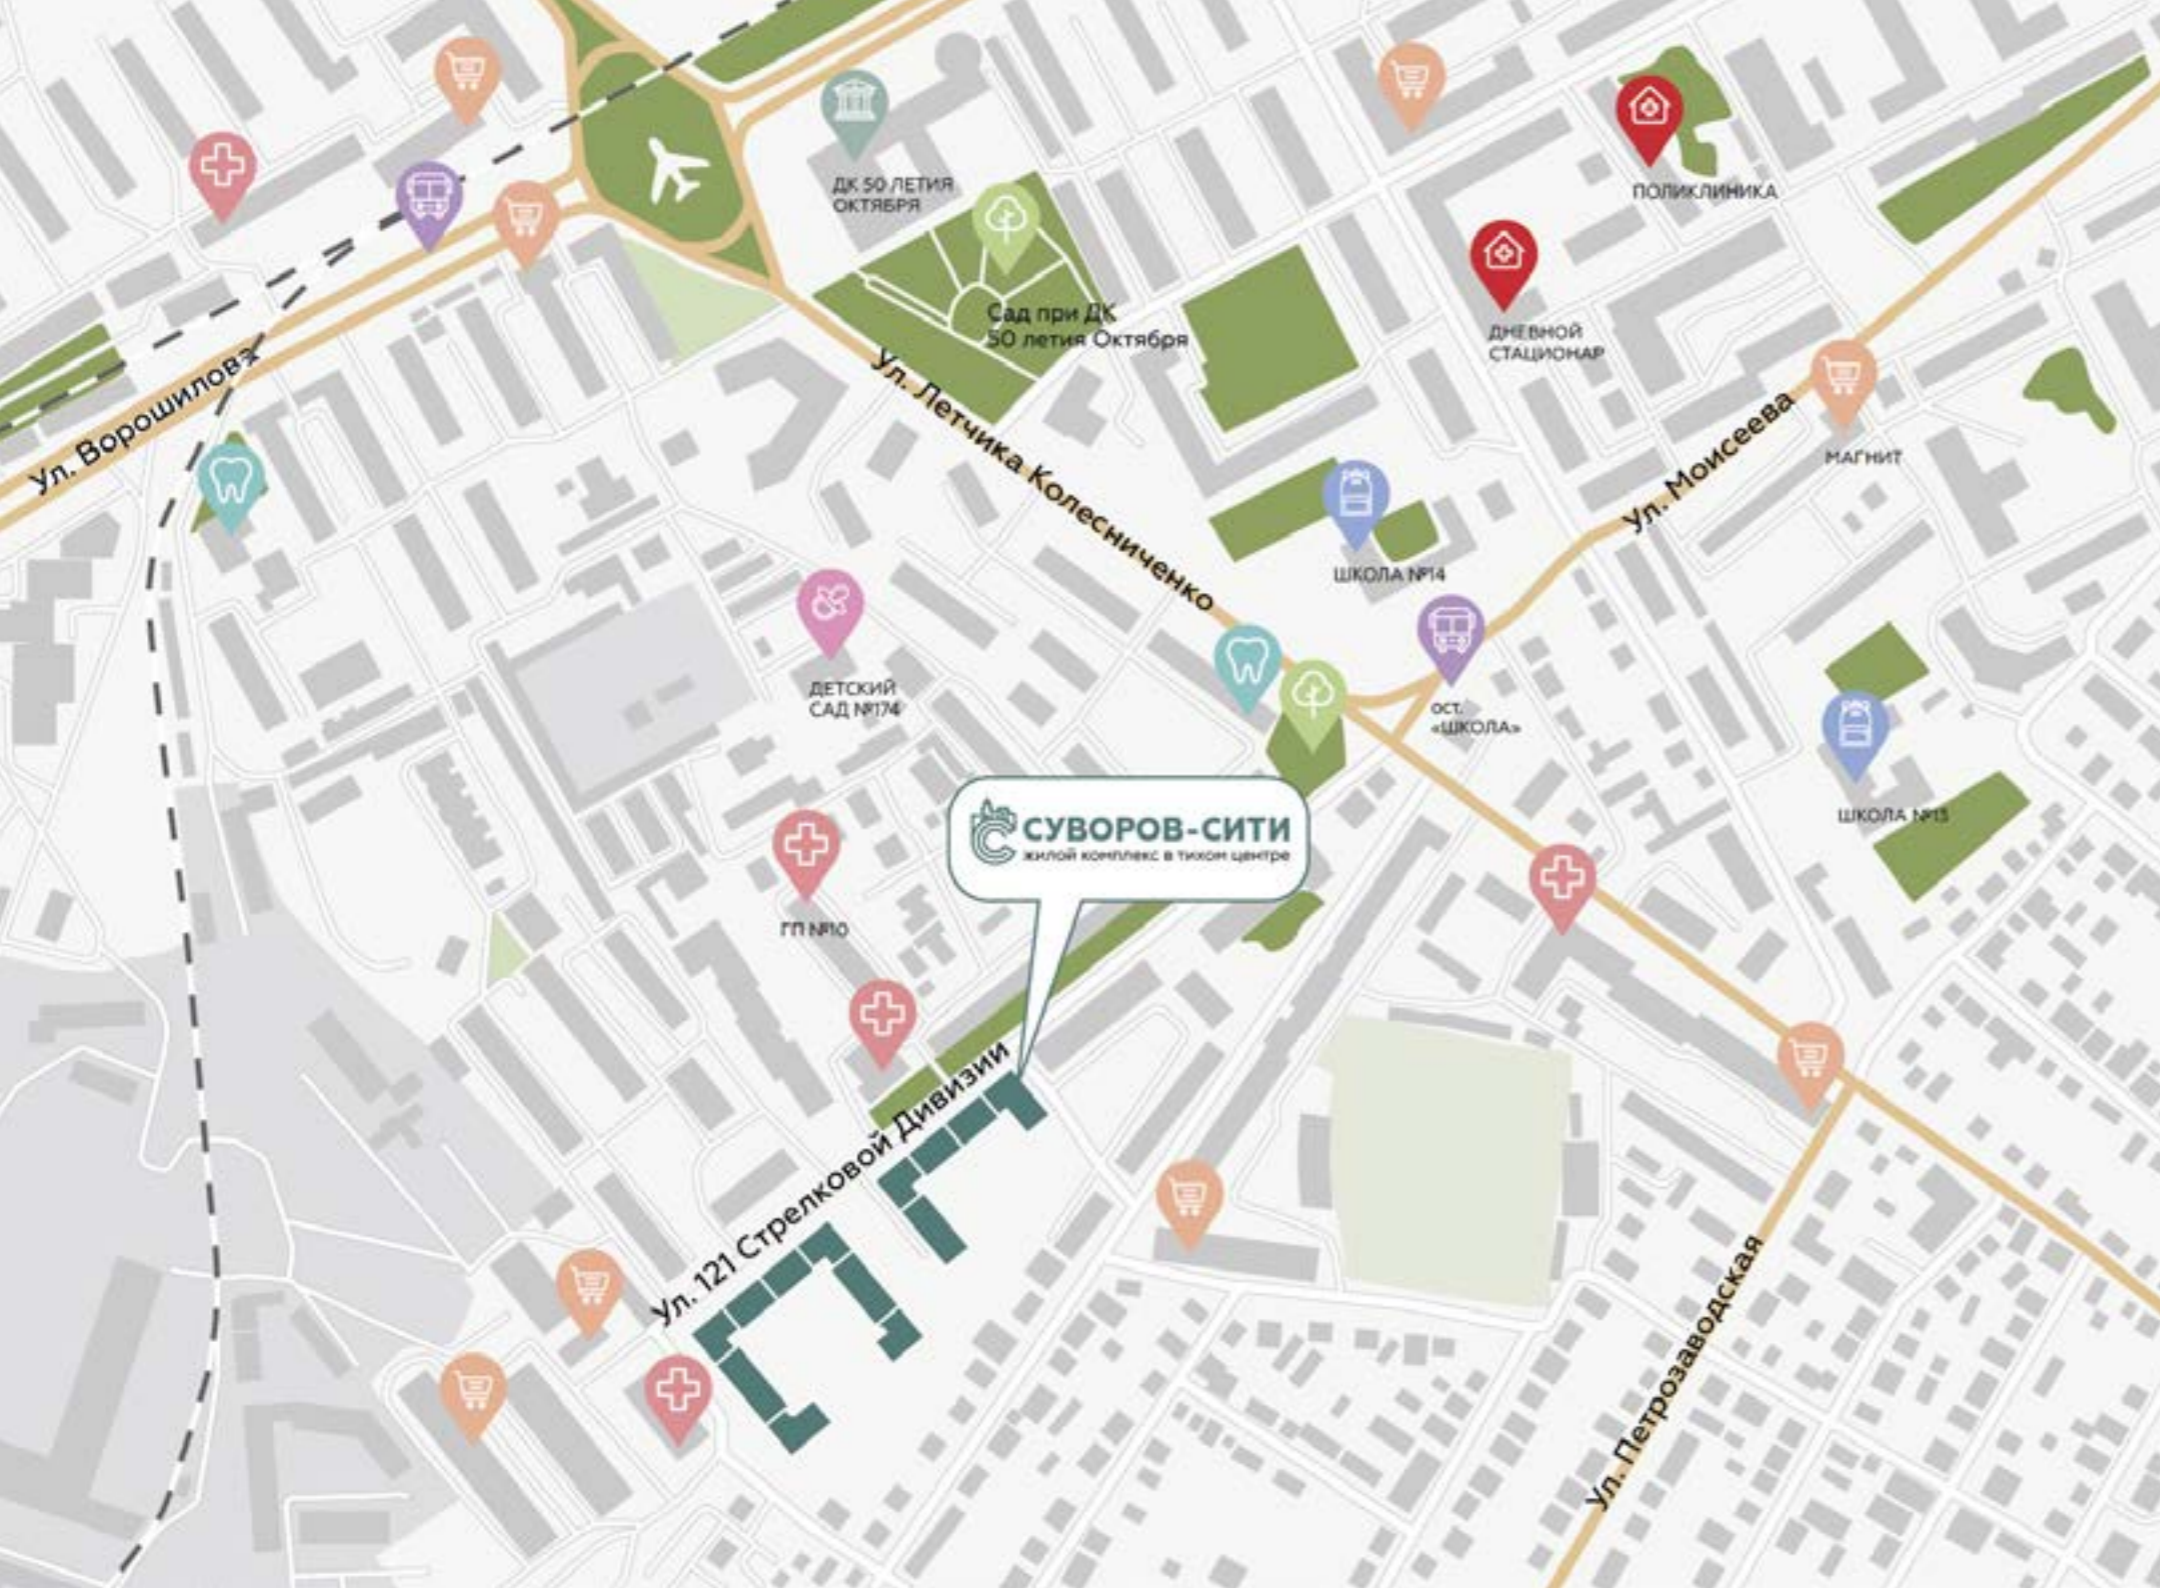 ДК 50 ЛЕТИЯ
ОКТЯБРЯ
ПОЛИКЛИНИКА
Сад при ДК
50 летия Октября
ДНЕВНОЙ
СТАЦИОНАР
Ул. Ворошилова
Ул. Летчика Колесниченко
Ул. Моисеева
МАГНИТ
ШКОЛА №14
ДЕТСКИЙ
САД №174
ост.
«ШКОЛА»
ШКОЛА №13
СУВОРОВ-СИТИ
жилой комплекс в тихом центре
ГП №10
Ул. 121 Стрелковой Дивизии
Ул. Петрозаводская